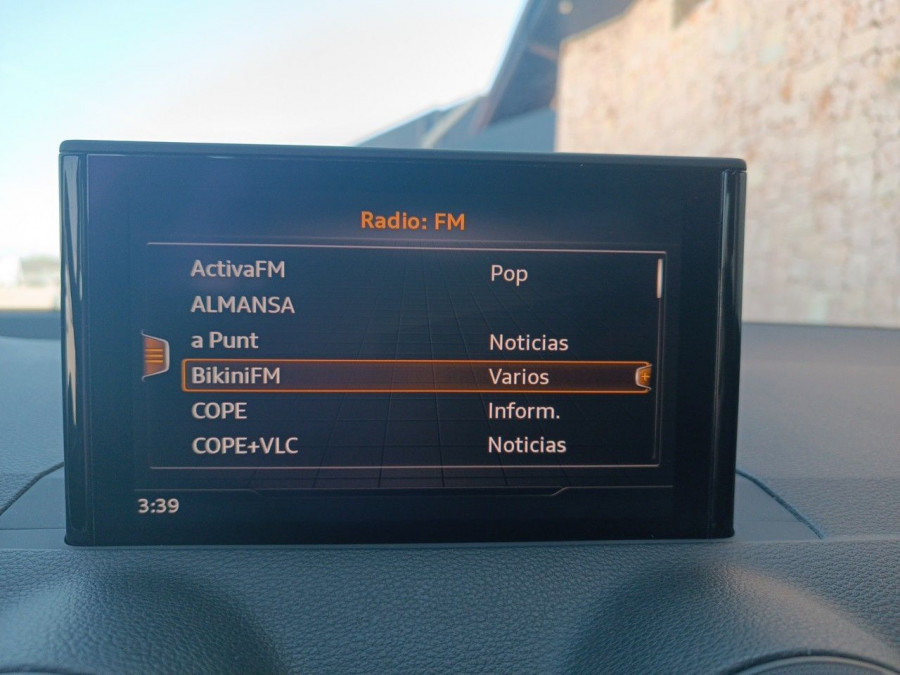 Radio: FM
ActivaFM Pop
ALMANSA
a Punt Noticias
BikiniFM Varios
COPE Inform.
COPE+VLC Noticias
3:39